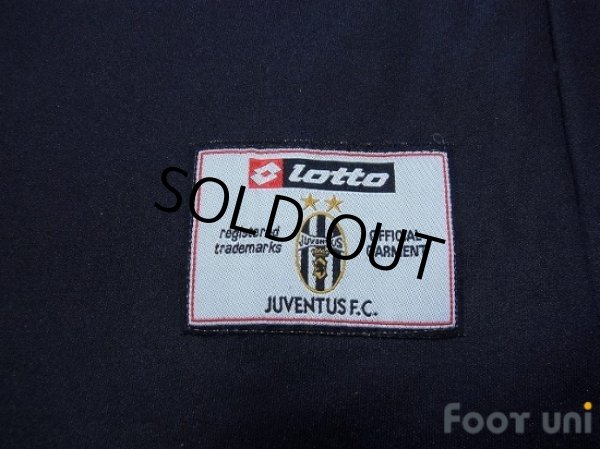 lotto
SOLD OUT
registered
trademarks
OFFICIAL
GARMENT
JUVENTUS
JUVENTUS F.C.
FOOT UNI